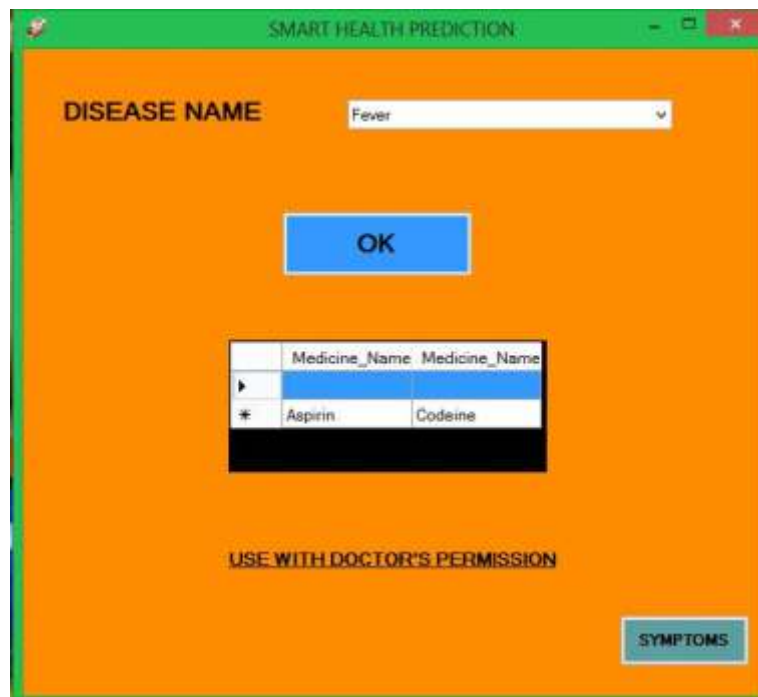 SMART HEALTH PREDICTION
DISEASE NAME Fever
OK
Medicine_Name Medicine_Name
Aspirin Codeine
USE WITH DOCTOR'S PERMISSION
SYMPTOMS